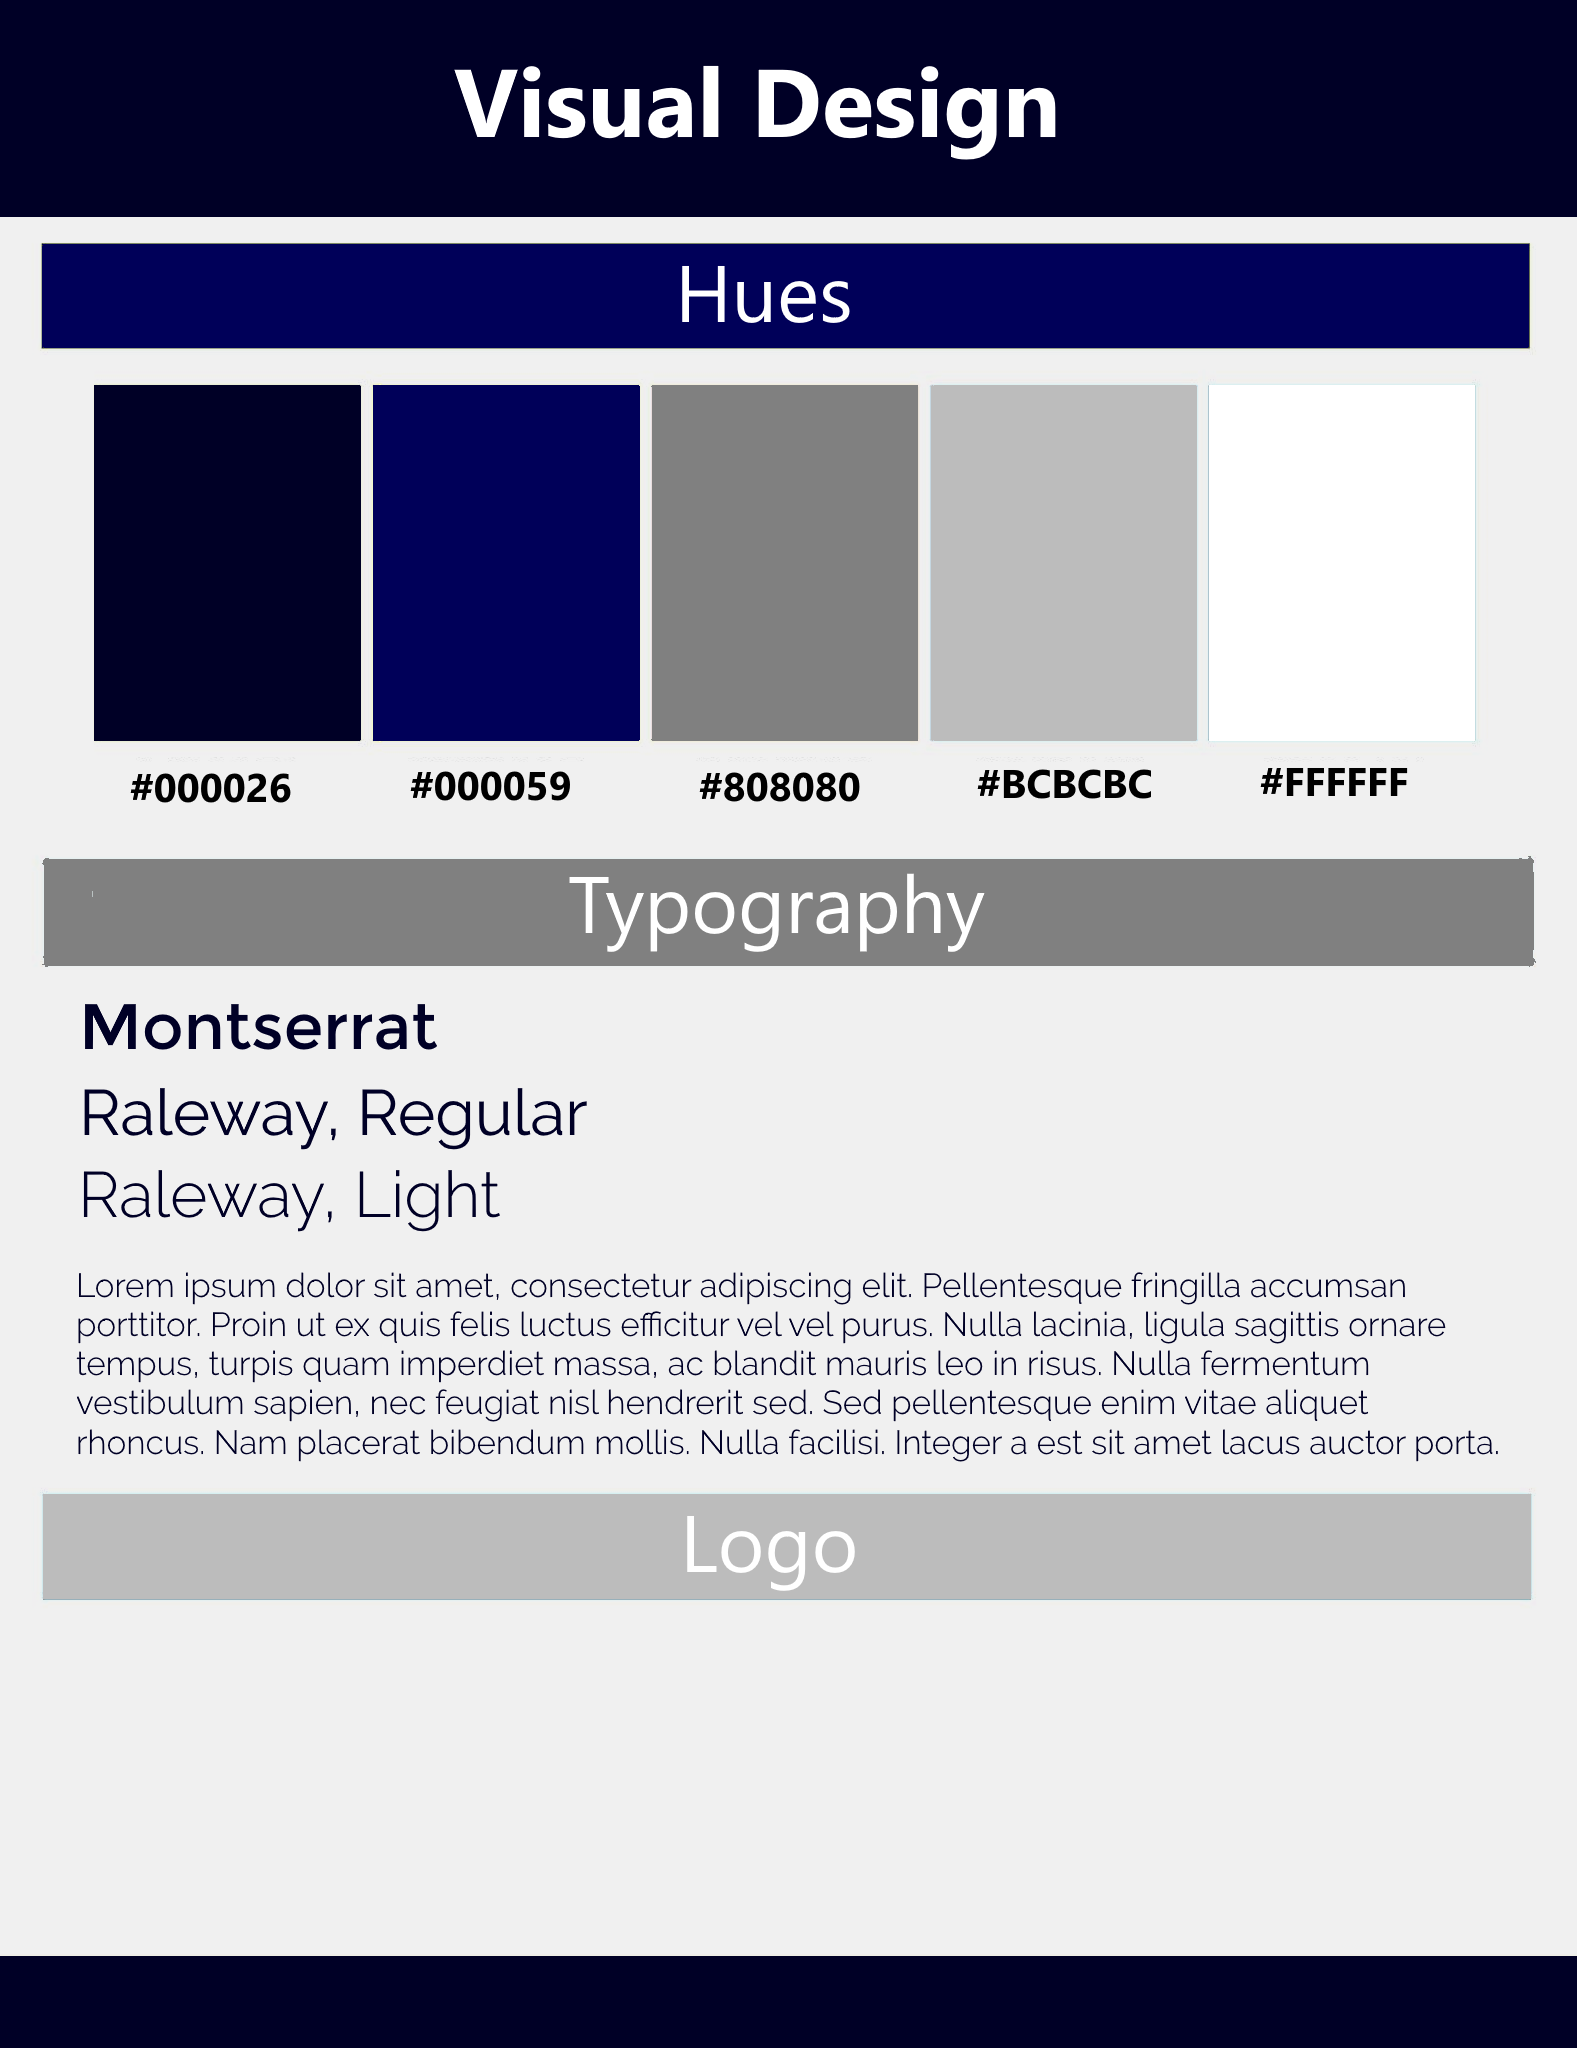 Visual Design
Hues
#000026 #000059 #808080 #BCBCBC #FFFFFF
Typography
Montserrat
Raleway, Regular
Raleway, Light
Lorem ipsum dolor sit amet, consectetur adipiscing elit. Pellentesque fringilla accumsan
porttitor. Proin ut ex quis felis luctus efficitur vel vel purus. Nulla lacinia, ligula sagittis ornare
tempus, turpis quam imperdiet massa, ac blandit mauris leo in risus. Nulla fermentum
vestibulum sapien, nec feugiat nisl hendrerit sed. Sed pellentesque enim vitae aliquet
rhoncus. Nam placerat bibendum mollis. Nulla facilisi. Integer a est sit amet lacus auctor porta.
Logo